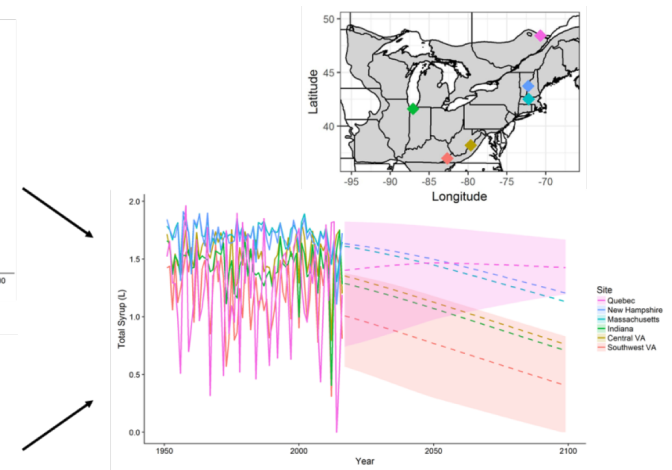 50
45
40
Latitude
-95 -90 -85 -80 -75 -70
Longitude
2.0
1.5
1.0
0.5
0.0
Total Syrup (L)
1950 2000 2050 2100
Year
Site
Quebec
New Hampshire
Massachusetts
Indiana
Central VA
Southwest VA